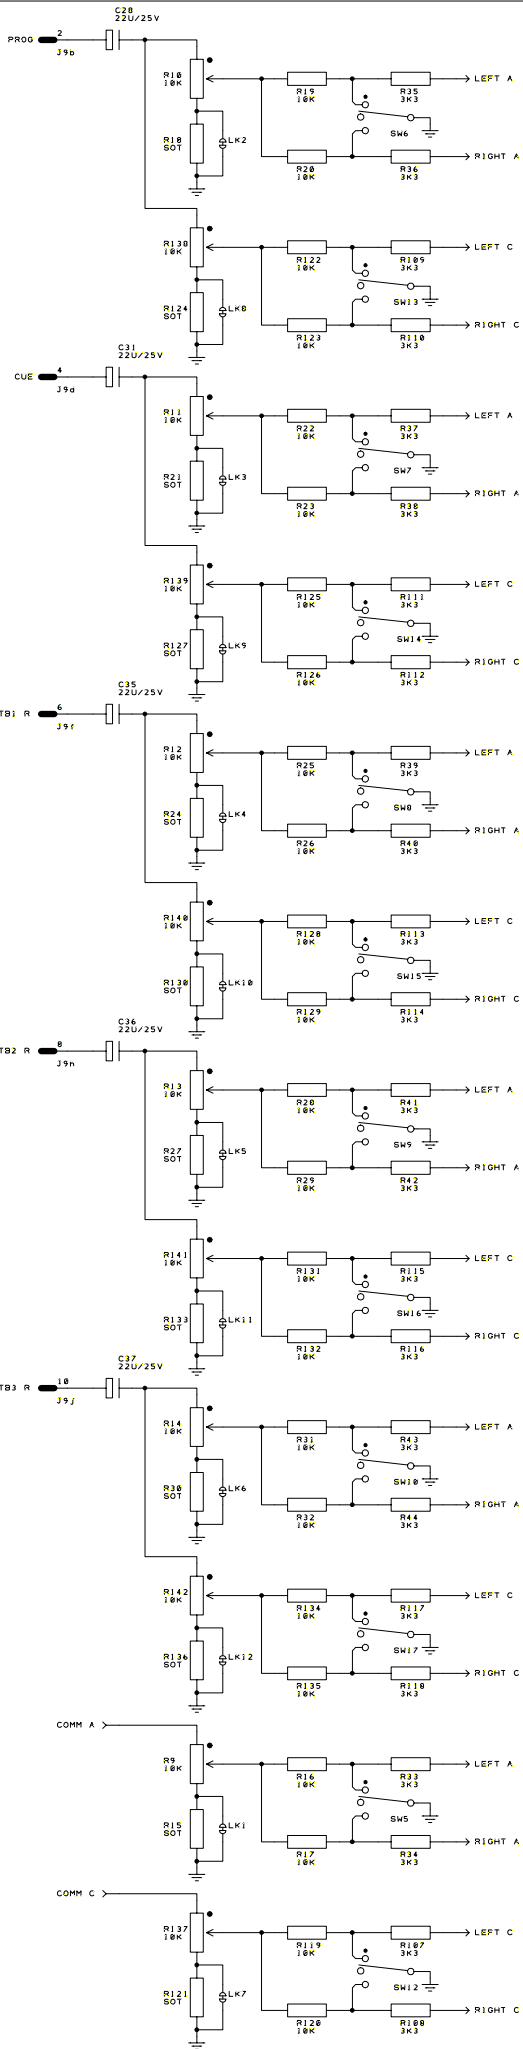 C28
22U/25V
PROG 2
J9b
R10
10K
R19
10K
R35
3K3
LEFT A
R18
SOT
LK2
SW6
R20
10K
R36
3K3
RIGHT A
R138
10K
R122
10K
R109
3K3
LEFT C
R124
SOT
LK8
SW13
R123
10K
R110
3K3
RIGHT C
C31
22U/25V
CUE 4
J9d
R11
10K
R22
10K
R37
3K3
LEFT A
R21
SOT
LK3
SW7
R23
10K
R38
3K3
RIGHT A
R139
10K
R125
10K
R111
3K3
LEFT C
R127
SOT
LK9
SW14
R126
10K
R112
3K3
RIGHT C
C35
22U/25V
TB1 R 6
J9f
R12
10K
R25
10K
R39
3K3
LEFT A
R24
SOT
LK4
SW8
R26
10K
R40
3K3
RIGHT A
R140
10K
R128
10K
R113
3K3
LEFT C
R130
SOT
LK10
SW15
R129
10K
R114
3K3
RIGHT C
C36
22U/25V
TB2 R 8
J9h
R13
10K
R28
10K
R41
3K3
LEFT A
R27
SOT
LK5
SW9
R29
10K
R42
3K3
RIGHT A
R141
10K
R131
10K
R115
3K3
LEFT C
R133
SOT
LK11
SW16
R132
10K
R116
3K3
RIGHT C
C37
22U/25V
TB3 R 10
J9j
R14
10K
R31
10K
R43
3K3
LEFT A
R30
SOT
LK6
SW10
R32
10K
R44
3K3
RIGHT A
R142
10K
R134
10K
R117
3K3
LEFT C
R136
SOT
LK12
SW17
R135
10K
R118
3K3
RIGHT C
COMM A
R9
10K
R16
10K
R33
3K3
LEFT A
R15
SOT
LK1
SW5
R17
10K
R34
3K3
RIGHT A
COMM C
R137
10K
R119
10K
R107
3K3
LEFT C
R121
SOT
LK7
SW12
R120
10K
R108
3K3
RIGHT C